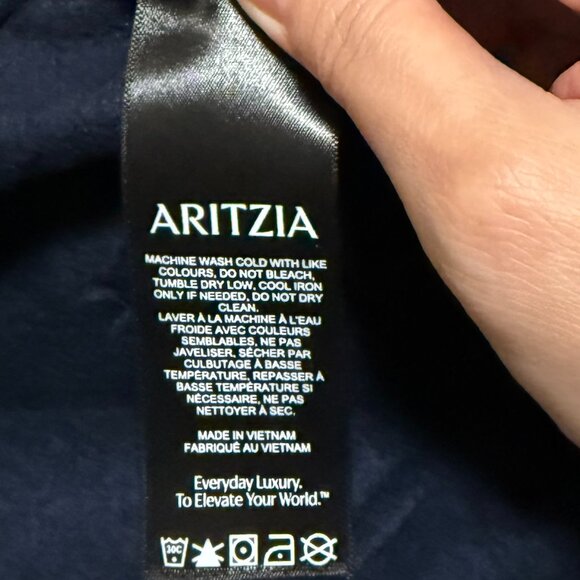 ARITZIA
MACHINE WASH COLD WITH LIKE
COLOURS, DO NOT BLEACH,
TUMBLE DRY LOW, COOL IRON
ONLY IF NEEDED, DO NOT DRY
CLEAN.
LAVER À LA MACHINE À L'EAU
FROIDE AVEC COULEURS
SEMBLABLES, NE PAS
JAVELISER, SÉCHER PAR
CULBUTAGE À BASSE
TEMPÉRATURE, REPASSER À
BASSE TEMPÉRATURE SI
NÉCESSAIRE, NE PAS
NETTOYER À SEC.
MADE IN VIETNAM
FABRIQUÉ AU VIETNAM
Everyday Luxury.
To Elevate Your World.™
30C